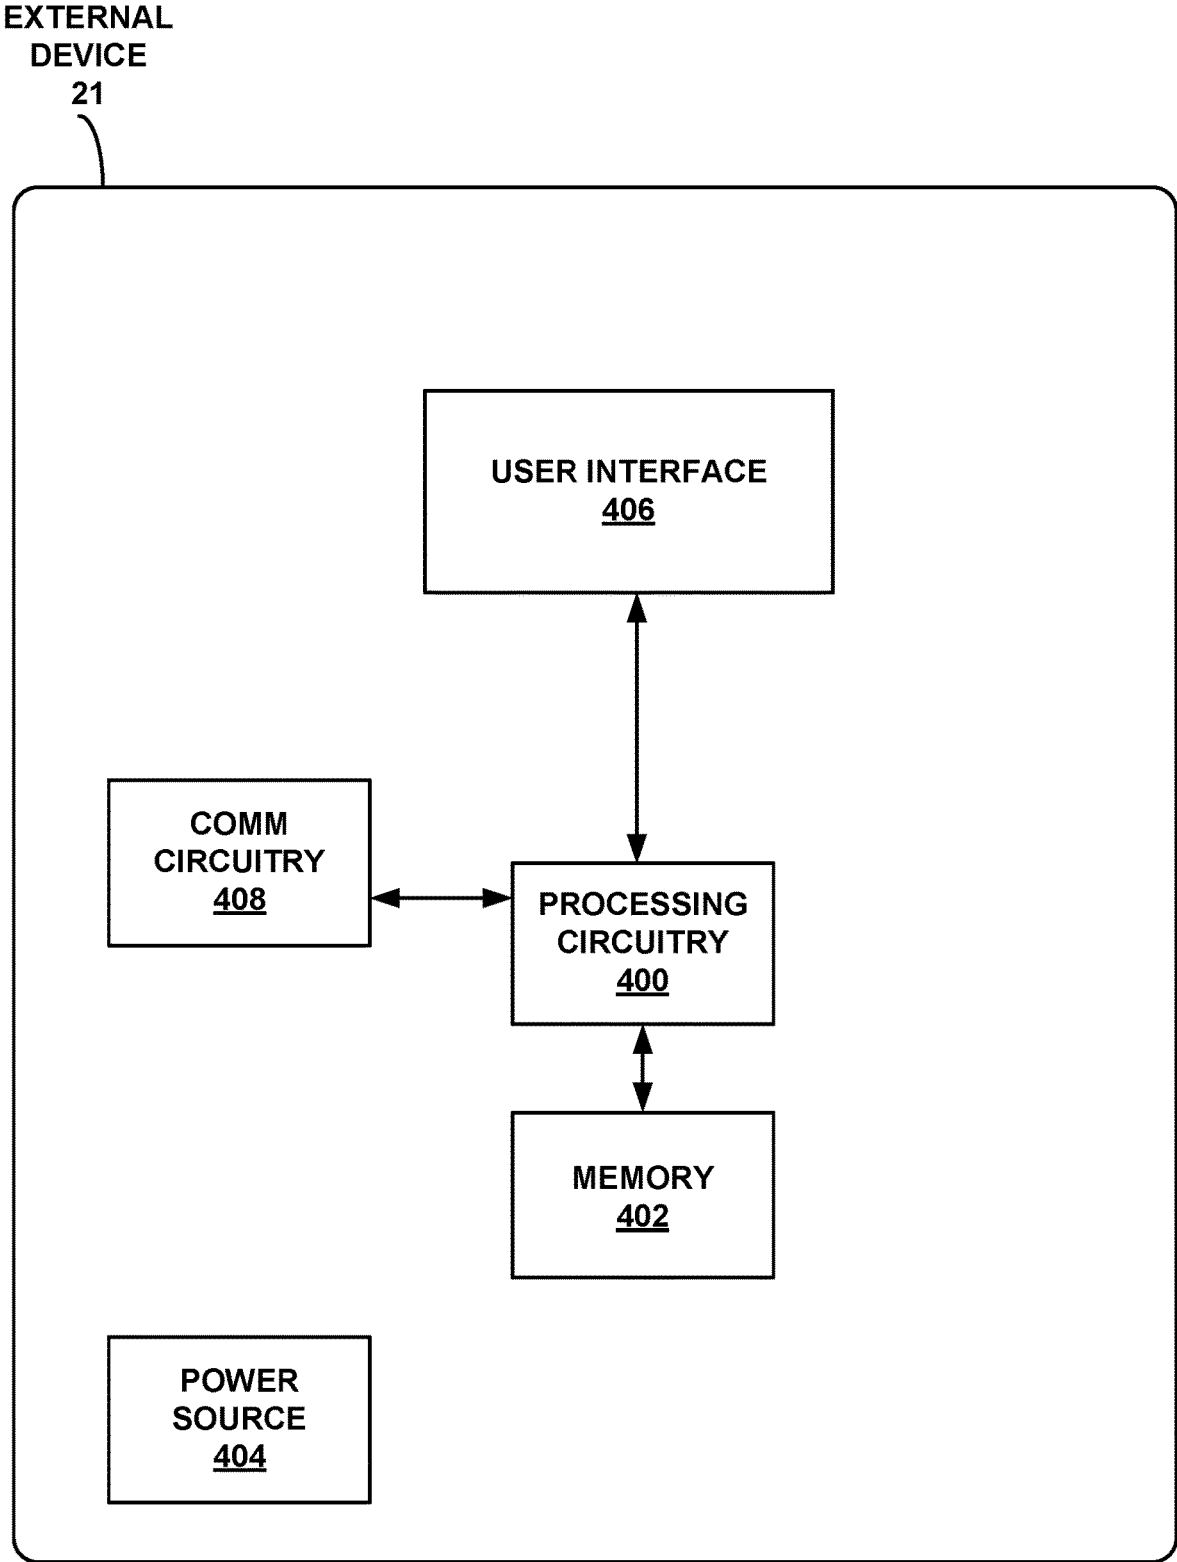 EXTERNAL
DEVICE
21
USER INTERFACE
406
COMM
CIRCUITRY
408
PROCESSING
CIRCUITRY
400
MEMORY
402
POWER
SOURCE
404